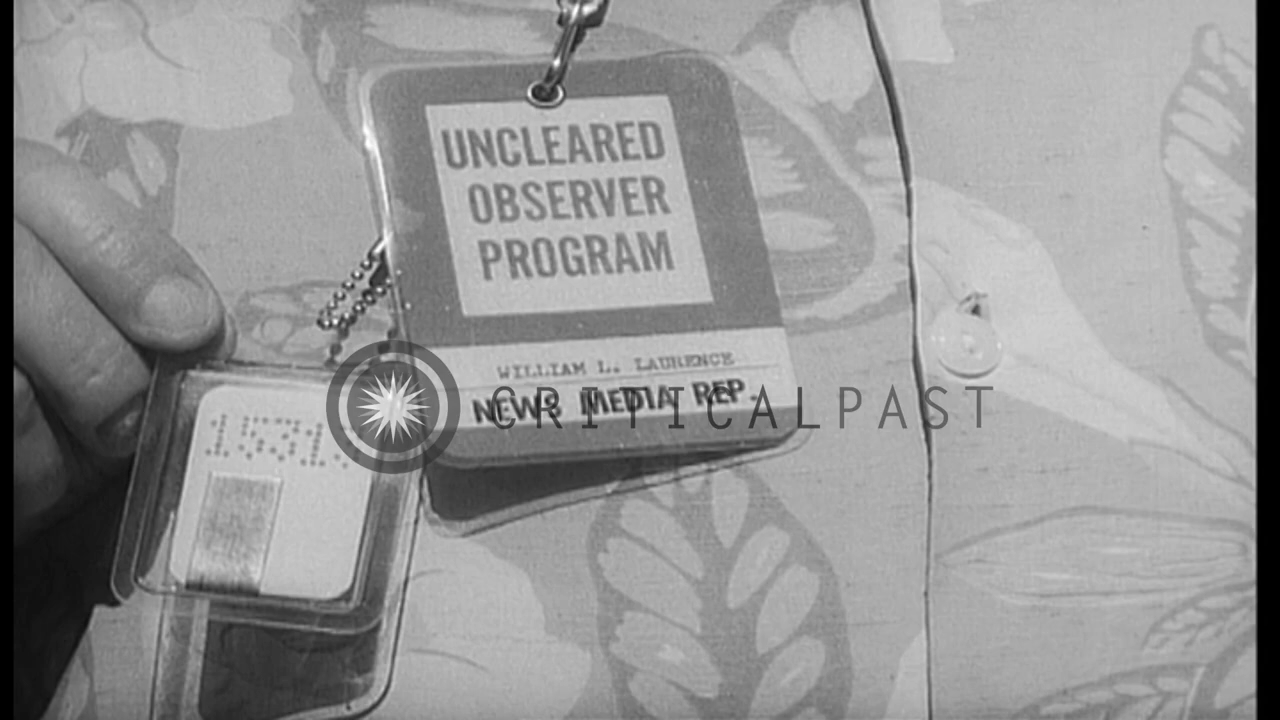 UNCLEARED
OBSERVER
PROGRAM
WILLIAM L. LAURENCE
NEWS MEDIA REP.
CRITICALPAST